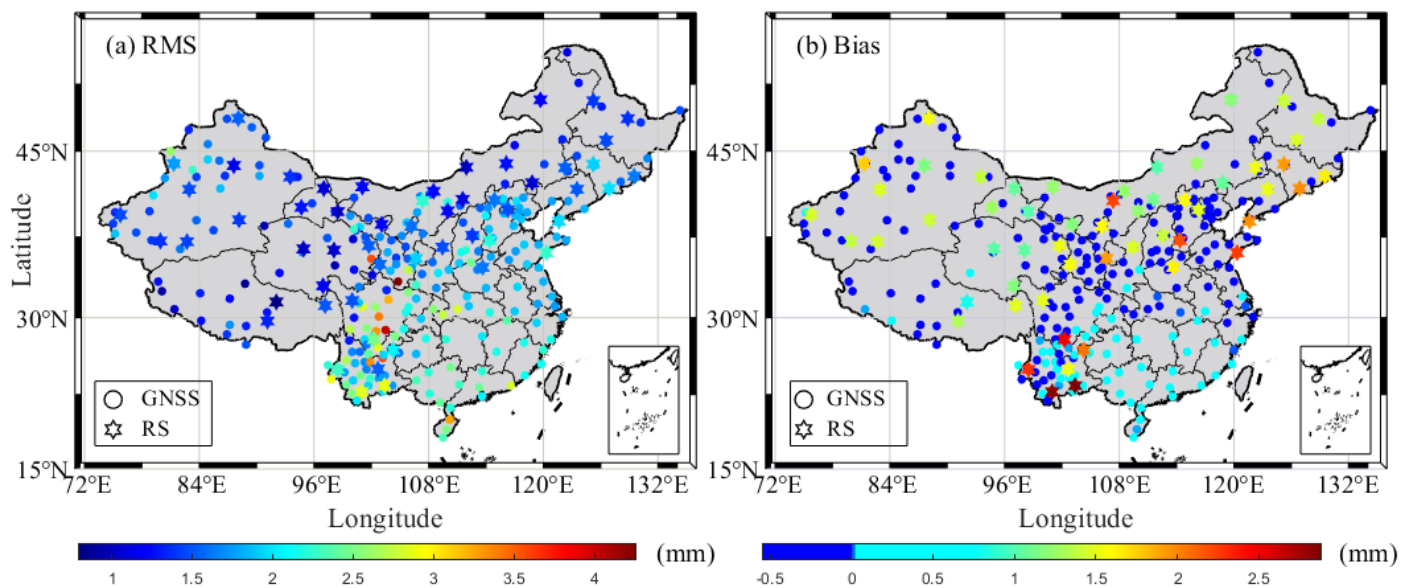 (a) RMS
(b) Bias
Latitude
45°N
30°N
15°N
GNSS
RS
72°E 84°E 96°E 108°E 120°E 132°E
Longitude
1 1.5 2 2.5 3 3.5 4 (mm)
45°N
30°N
15°N
GNSS
RS
72°E 84°E 96°E 108°E 120°E 132°E
Longitude
-0.5 0 0.5 1 1.5 2 2.5 (mm)